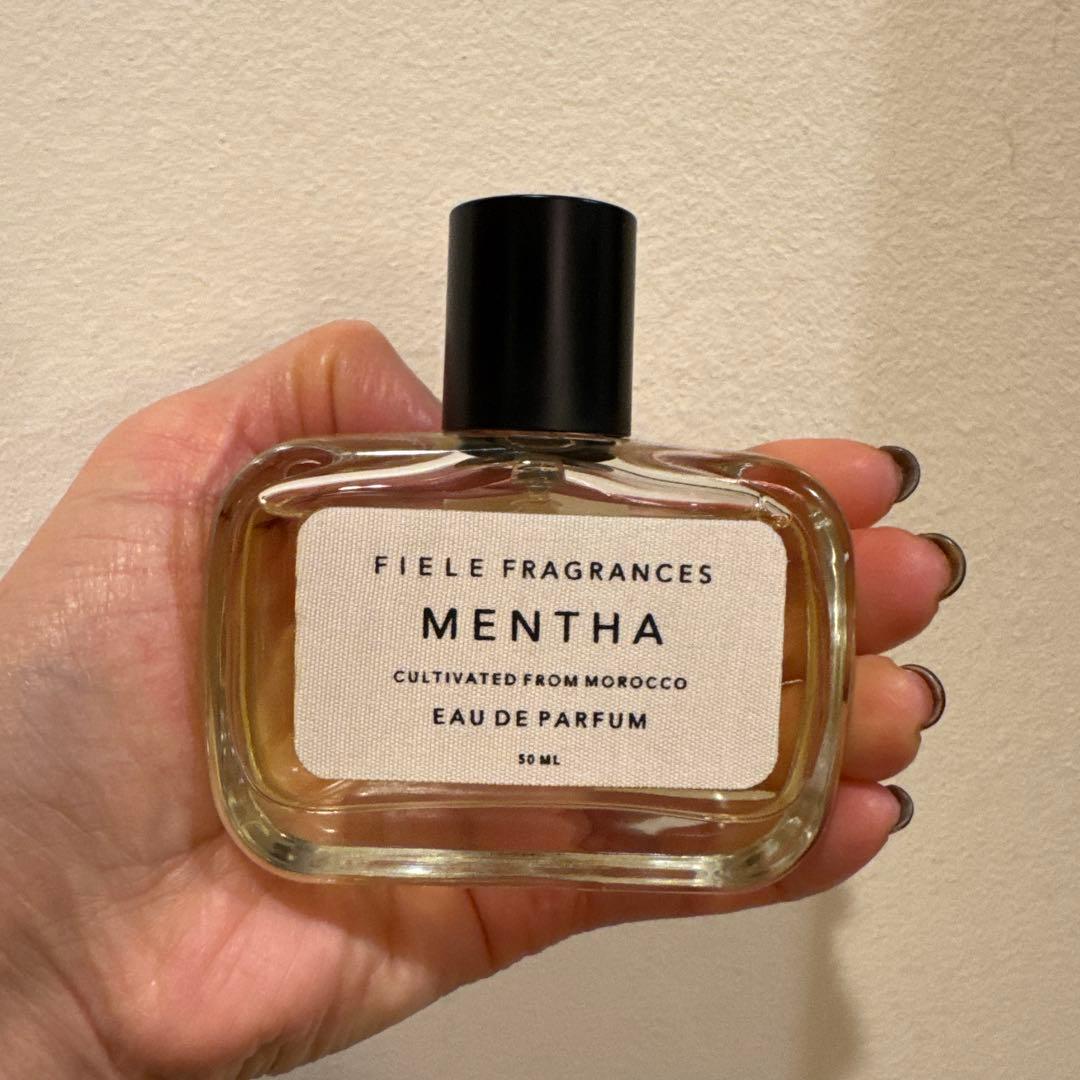 FIELE FRAGRANCES
MENTHA
CULTIVATED FROM MOROCCO
EAU DE PARFUM
50 ML